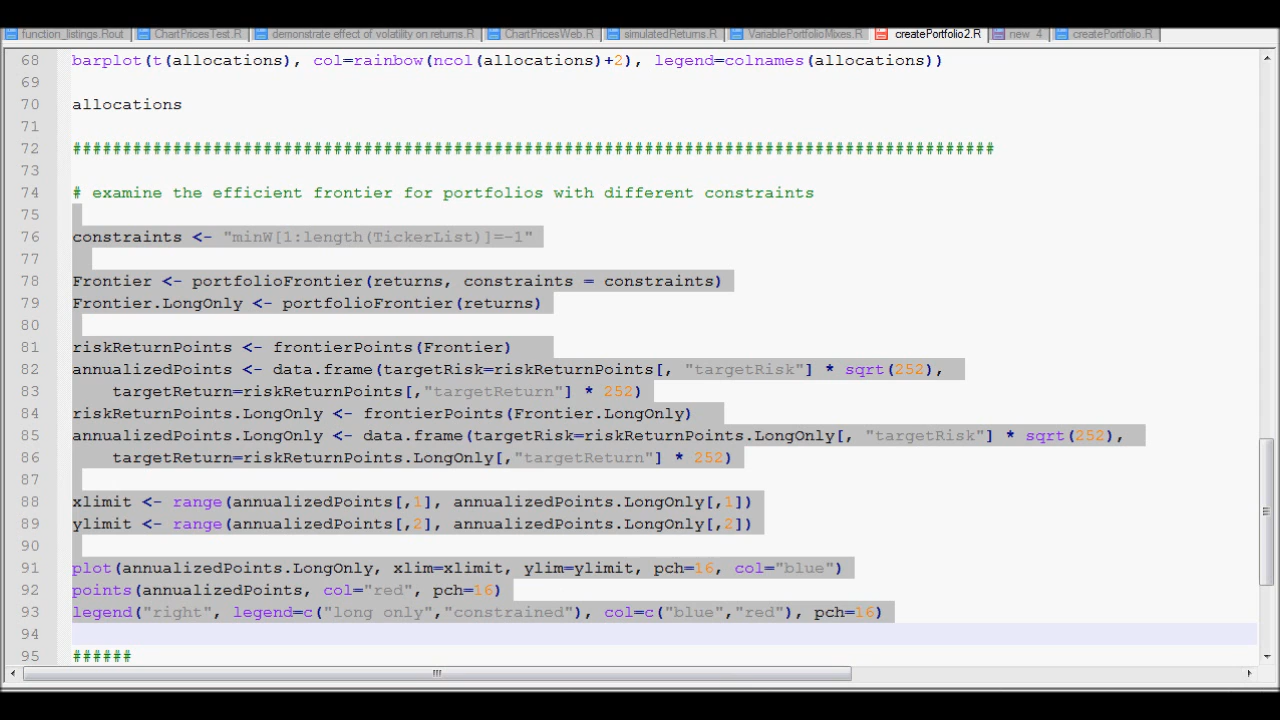 function_listings.Rout ChartPricesTest.R demonstrate effect of volatility on returns.R ChartPricesWeb.R simulatedReturns.R VariablePortfolioMixes.R createPortfolio2.R new 4 createPortfolio.R
68 barplot(t(allocations), col=rainbow(ncol(allocations)+2), legend=colnames(allocations))
69
70 allocations
71
72 ############################################################################################
73
74 # examine the efficient frontier for portfolios with different constraints
75
76 constraints <- "minW[1:length(TickerList)]=-1"
77
78 Frontier <- portfolioFrontier(returns, constraints = constraints)
79 Frontier.LongOnly <- portfolioFrontier(returns)
80
81 riskReturnPoints <- frontierPoints(Frontier)
82 annualizedPoints <- data.frame(targetRisk=riskReturnPoints[, "targetRisk"] * sqrt(252),
83 targetReturn=riskReturnPoints[,"targetReturn"] * 252)
84 riskReturnPoints.LongOnly <- frontierPoints(Frontier.LongOnly)
85 annualizedPoints.LongOnly <- data.frame(targetRisk=riskReturnPoints.LongOnly[, "targetRisk"] * sqrt(252),
86 targetReturn=riskReturnPoints.LongOnly[,"targetReturn"] * 252)
87
88 xlimit <- range(annualizedPoints[,1], annualizedPoints.LongOnly[,1])
89 ylimit <- range(annualizedPoints[,2], annualizedPoints.LongOnly[,2])
90
91 plot(annualizedPoints.LongOnly, xlim=xlimit, ylim=ylimit, pch=16, col="blue")
92 points(annualizedPoints, col="red", pch=16)
93 legend("right", legend=c("long only","constrained"), col=c("blue","red"), pch=16)
94
95 ######